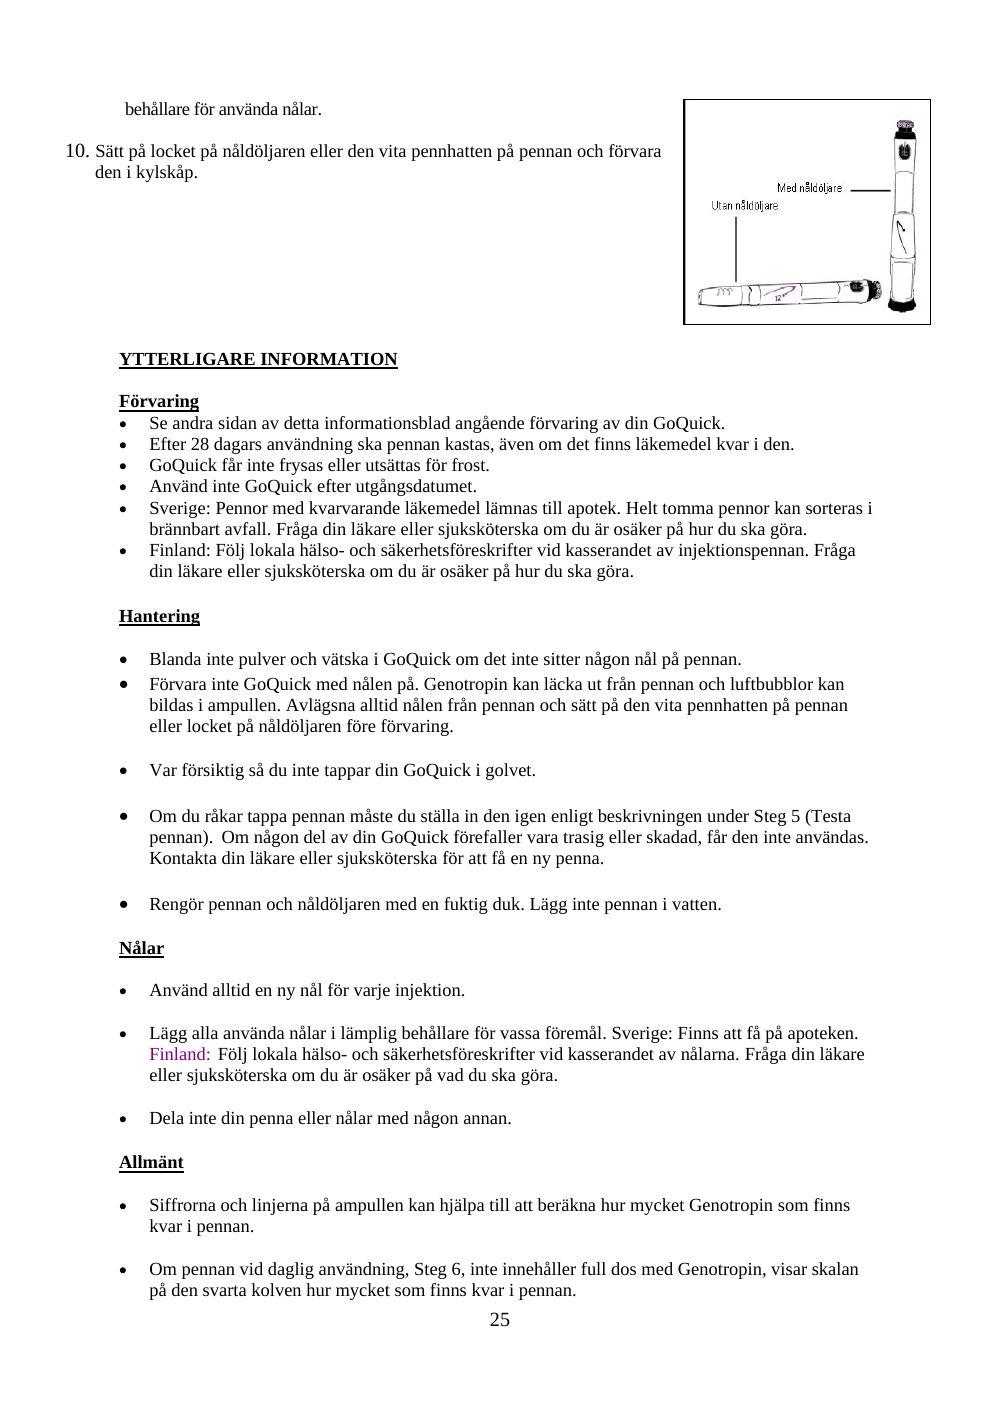 behållare för använda nålar.
10. Sätt på locket på nåldöljaren eller den vita pennhatten på pennan och förvara
den i kylskåp.
Med nåldöljare
Utan nåldöljare
12
YTTERLIGARE INFORMATION
Förvaring
• Se andra sidan av detta informationsblad angående förvaring av din GoQuick.
• Efter 28 dagars användning ska pennan kastas, även om det finns läkemedel kvar i den.
• GoQuick får inte frysas eller utsättas för frost.
• Använd inte GoQuick efter utgångsdatumet.
• Sverige: Pennor med kvarvarande läkemedel lämnas till apotek. Helt tomma pennor kan sorteras i
brännbart avfall. Fråga din läkare eller sjuksköterska om du är osäker på hur du ska göra.
• Finland: Följ lokala hälso- och säkerhetsföreskrifter vid kasserandet av injektionspennan. Fråga
din läkare eller sjuksköterska om du är osäker på hur du ska göra.
Hantering
• Blanda inte pulver och vätska i GoQuick om det inte sitter någon nål på pennan.
• Förvara inte GoQuick med nålen på. Genotropin kan läcka ut från pennan och luftbubblor kan
bildas i ampullen. Avlägsna alltid nålen från pennan och sätt på den vita pennhatten på pennan
eller locket på nåldöljaren före förvaring.
• Var försiktig så du inte tappar din GoQuick i golvet.
• Om du råkar tappa pennan måste du ställa in den igen enligt beskrivningen under Steg 5 (Testa
pennan). Om någon del av din GoQuick förefaller vara trasig eller skadad, får den inte användas.
Kontakta din läkare eller sjuksköterska för att få en ny penna.
• Rengör pennan och nåldöljaren med en fuktig duk. Lägg inte pennan i vatten.
Nålar
• Använd alltid en ny nål för varje injektion.
• Lägg alla använda nålar i lämplig behållare för vassa föremål. Sverige: Finns att få på apoteken.
Finland: Följ lokala hälso- och säkerhetsföreskrifter vid kasserandet av nålarna. Fråga din läkare
eller sjuksköterska om du är osäker på vad du ska göra.
• Dela inte din penna eller nålar med någon annan.
Allmänt
• Siffrorna och linjerna på ampullen kan hjälpa till att beräkna hur mycket Genotropin som finns
kvar i pennan.
• Om pennan vid daglig användning, Steg 6, inte innehåller full dos med Genotropin, visar skalan
på den svarta kolven hur mycket som finns kvar i pennan.
25